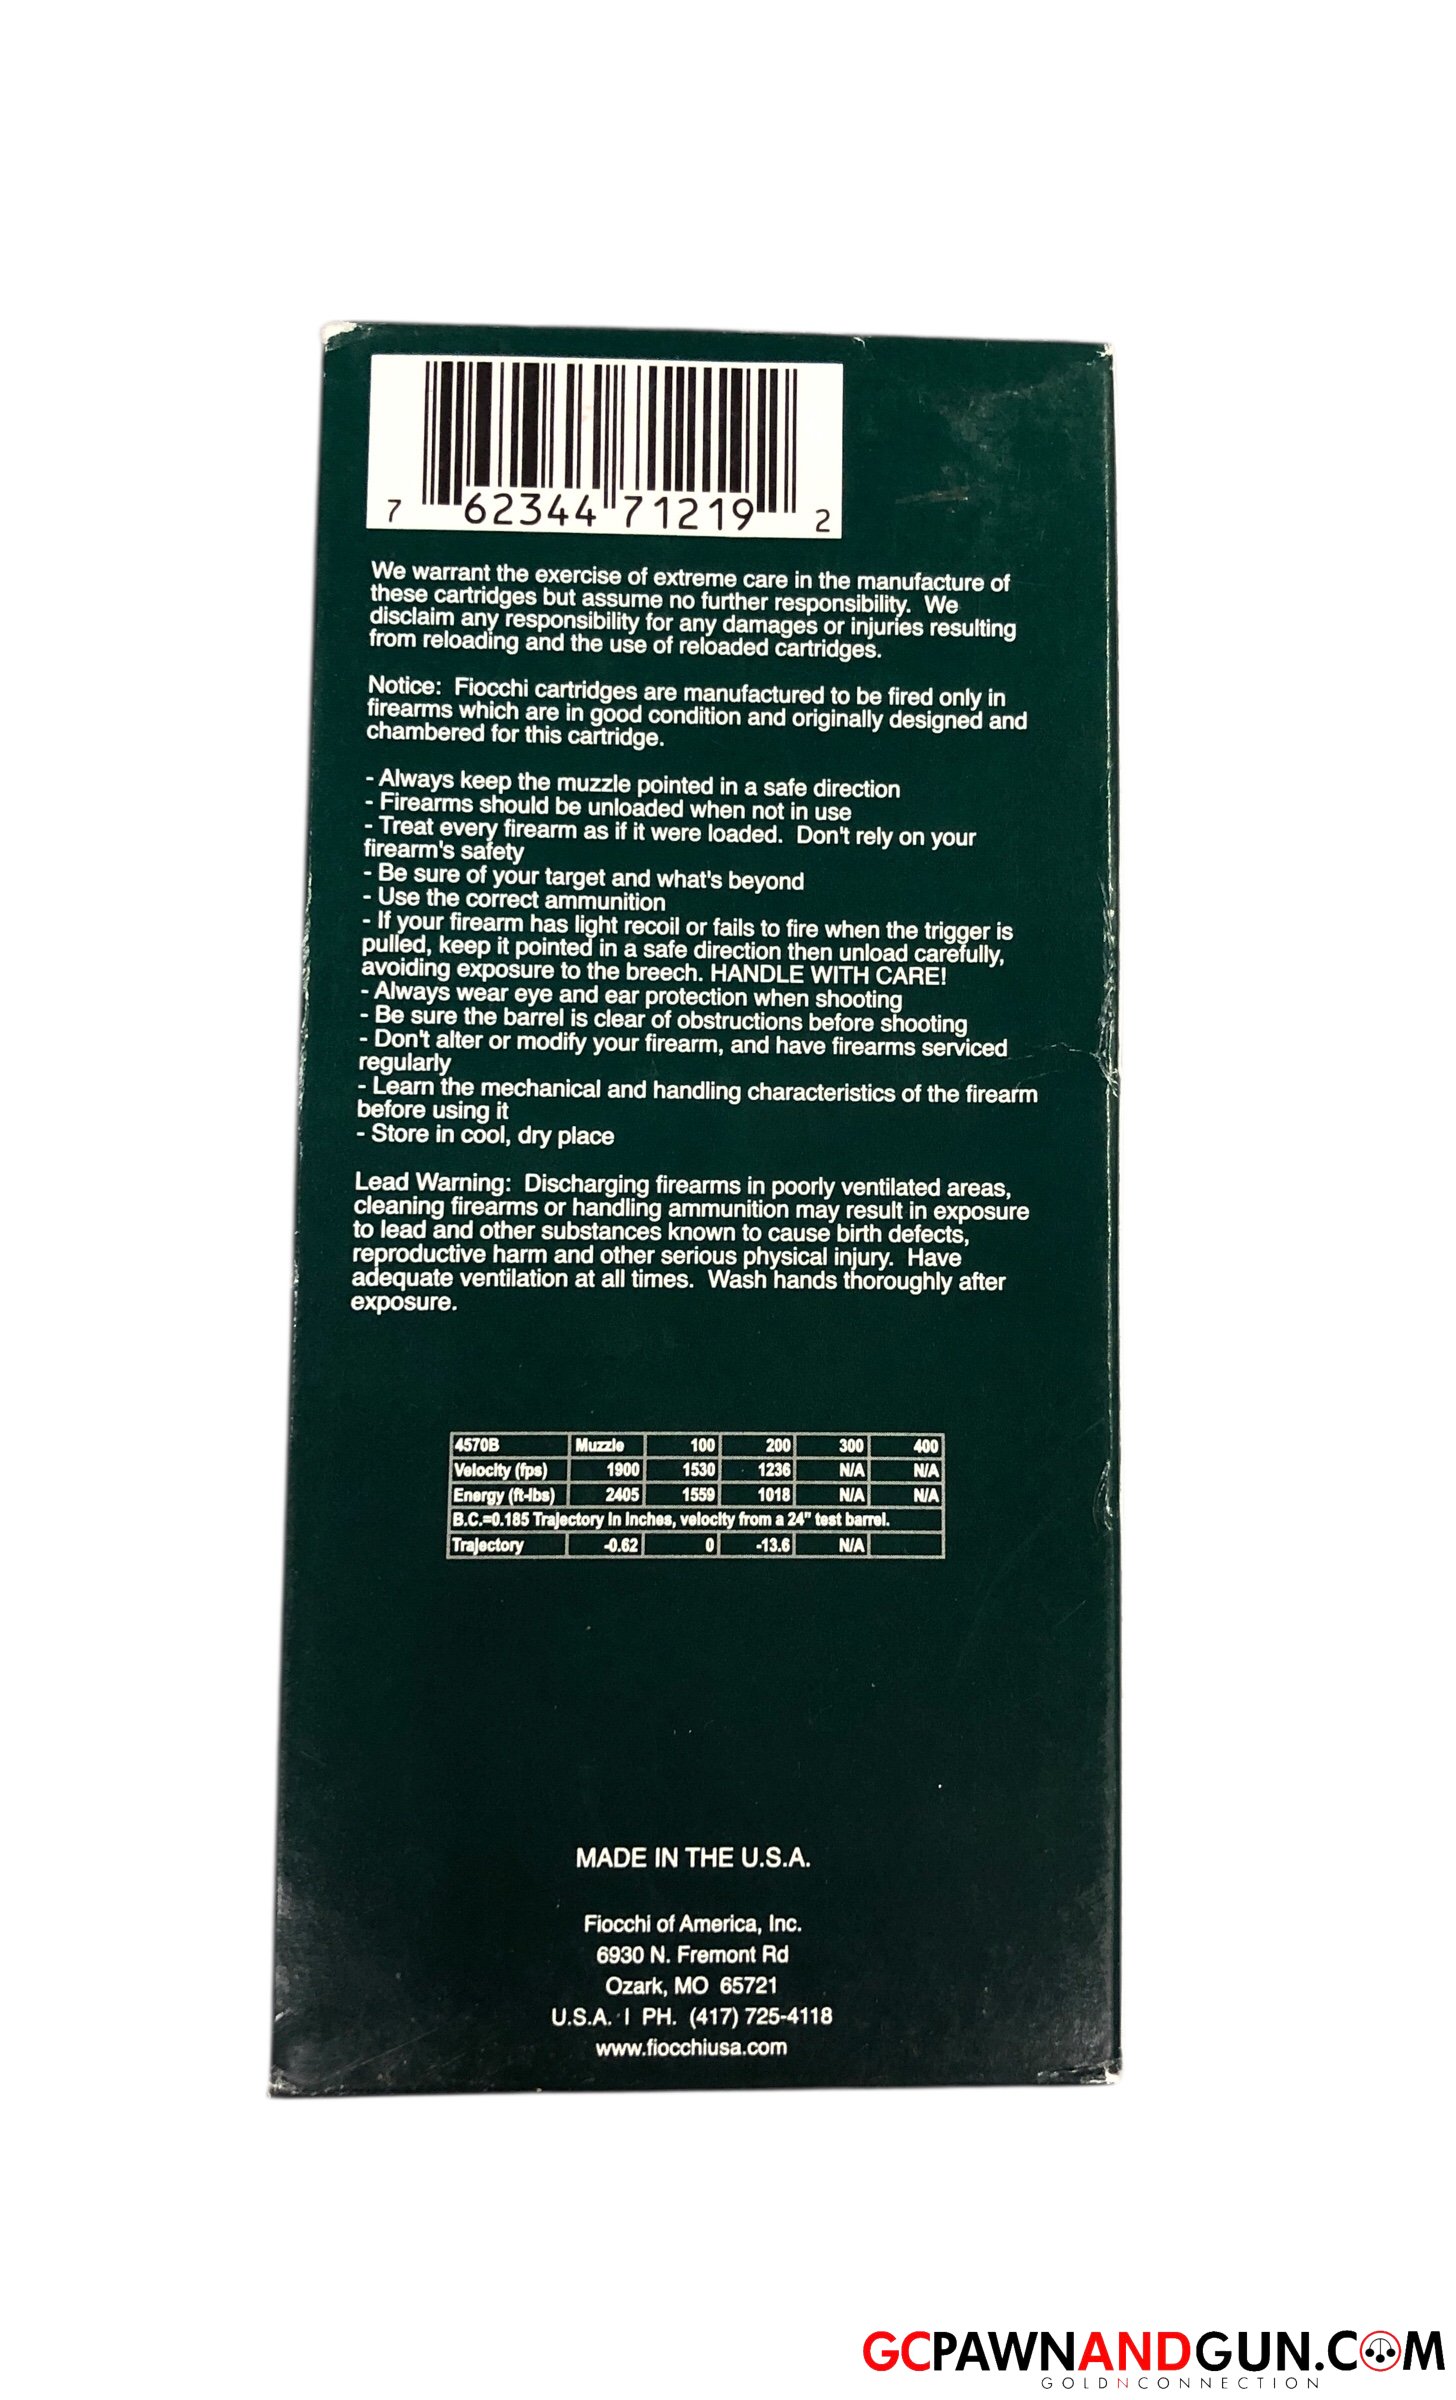 7 62344 71219 2
We warrant the exercise of extreme care in the manufacture of
these cartridges but assume no further responsibility. We
disclaim any responsibility for any damages or injuries resulting
from reloading and the use of reloaded cartridges.
Notice: Fiocchi cartridges are manufactured to be fired only in
firearms which are in good condition and originally designed and
chambered for this cartridge.
- Always keep the muzzle pointed in a safe direction
- Firearms should be unloaded when not in use
- Treat every firearm as if it were loaded. Don't rely on your
firearm's safety
- Be sure of your target and what's beyond
- Use the correct ammunition
- If your firearm has light recoil or fails to fire when the trigger is
pulled, keep it pointed in a safe direction then unload carefully,
avoiding exposure to the breech. HANDLE WITH CARE!
- Always wear eye and ear protection when shooting
- Be sure the barrel is clear of obstructions before shooting
- Don't alter or modify your firearm, and have firearms serviced
regularly
- Learn the mechanical and handling characteristics of the firearm
before using it
- Store in cool, dry place
Lead Warning: Discharging firearms in poorly ventilated areas,
cleaning firearms or handling ammunition may result in exposure
to lead and other substances known to cause birth defects,
reproductive harm and other serious physical injury. Have
adequate ventilation at all times. Wash hands thoroughly after
exposure.
4570B Muzzle 100 200 300 400
Velocity (fps) 1900 1530 1236 N/A N/A
Energy (ft-lbs) 2405 1559 1018 N/A N/A
B.C.=0.185 Trajectory in inches, velocity from a 24" test barrel.
Trajectory -0.62 0 -13.6 N/A
MADE IN THE U.S.A.
Fiocchi of America, Inc.
6930 N. Fremont Rd
Ozark, MO 65721
U.S.A. | PH. (417) 725-4118
www.fiocchiusa.com
GCPAWNANDGUN.COM
GOLDNCONNECTION